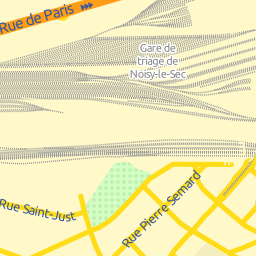 Rue de Paris
Gare de
triage de
Noisy-le-Sec
Rue Saint-Just
Rue Pierre Semard